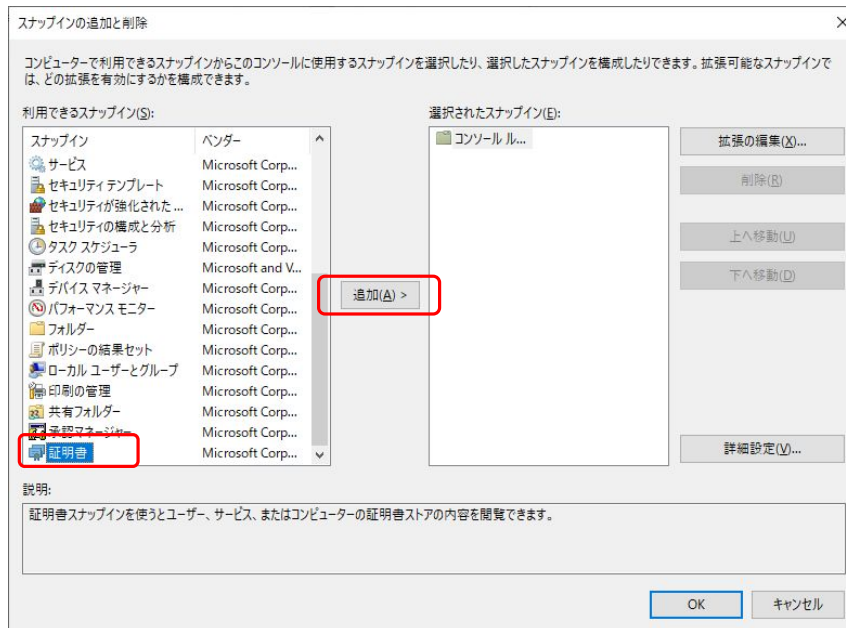 スナップインの追加と削除
コンピューターで利用できるスナップインからこのコンソールに使用するスナップインを選択したり、選択したスナップインを構成したりできます。拡張可能なスナップインで
は、どの拡張を有効にするかを構成できます。
利用できるスナップイン(S):
スナップイン ベンダー
サービス Microsoft Corp...
セキュリティ テンプレート Microsoft Corp...
セキュリティが強化された ... Microsoft Corp...
セキュリティの構成と分析 Microsoft Corp...
タスク スケジューラ Microsoft Corp...
ディスクの管理 Microsoft and V...
デバイス マネージャー Microsoft Corp...
パフォーマンス モニター Microsoft Corp...
フォルダー Microsoft Corp...
ポリシーの結果セット Microsoft Corp...
ローカル ユーザーとグループ Microsoft Corp...
印刷の管理 Microsoft Corp...
共有フォルダー Microsoft Corp...
承認マネージャー Microsoft Corp...
証明書 Microsoft Corp...
追加(A) >
選択されたスナップイン(E):
コンソール ル...
拡張の編集(X)...
削除(R)
上へ移動(U)
下へ移動(D)
詳細設定(V)...
説明:
証明書スナップインを使うとユーザー、サービス、またはコンピューターの証明書ストアの内容を閲覧できます。
OK キャンセル